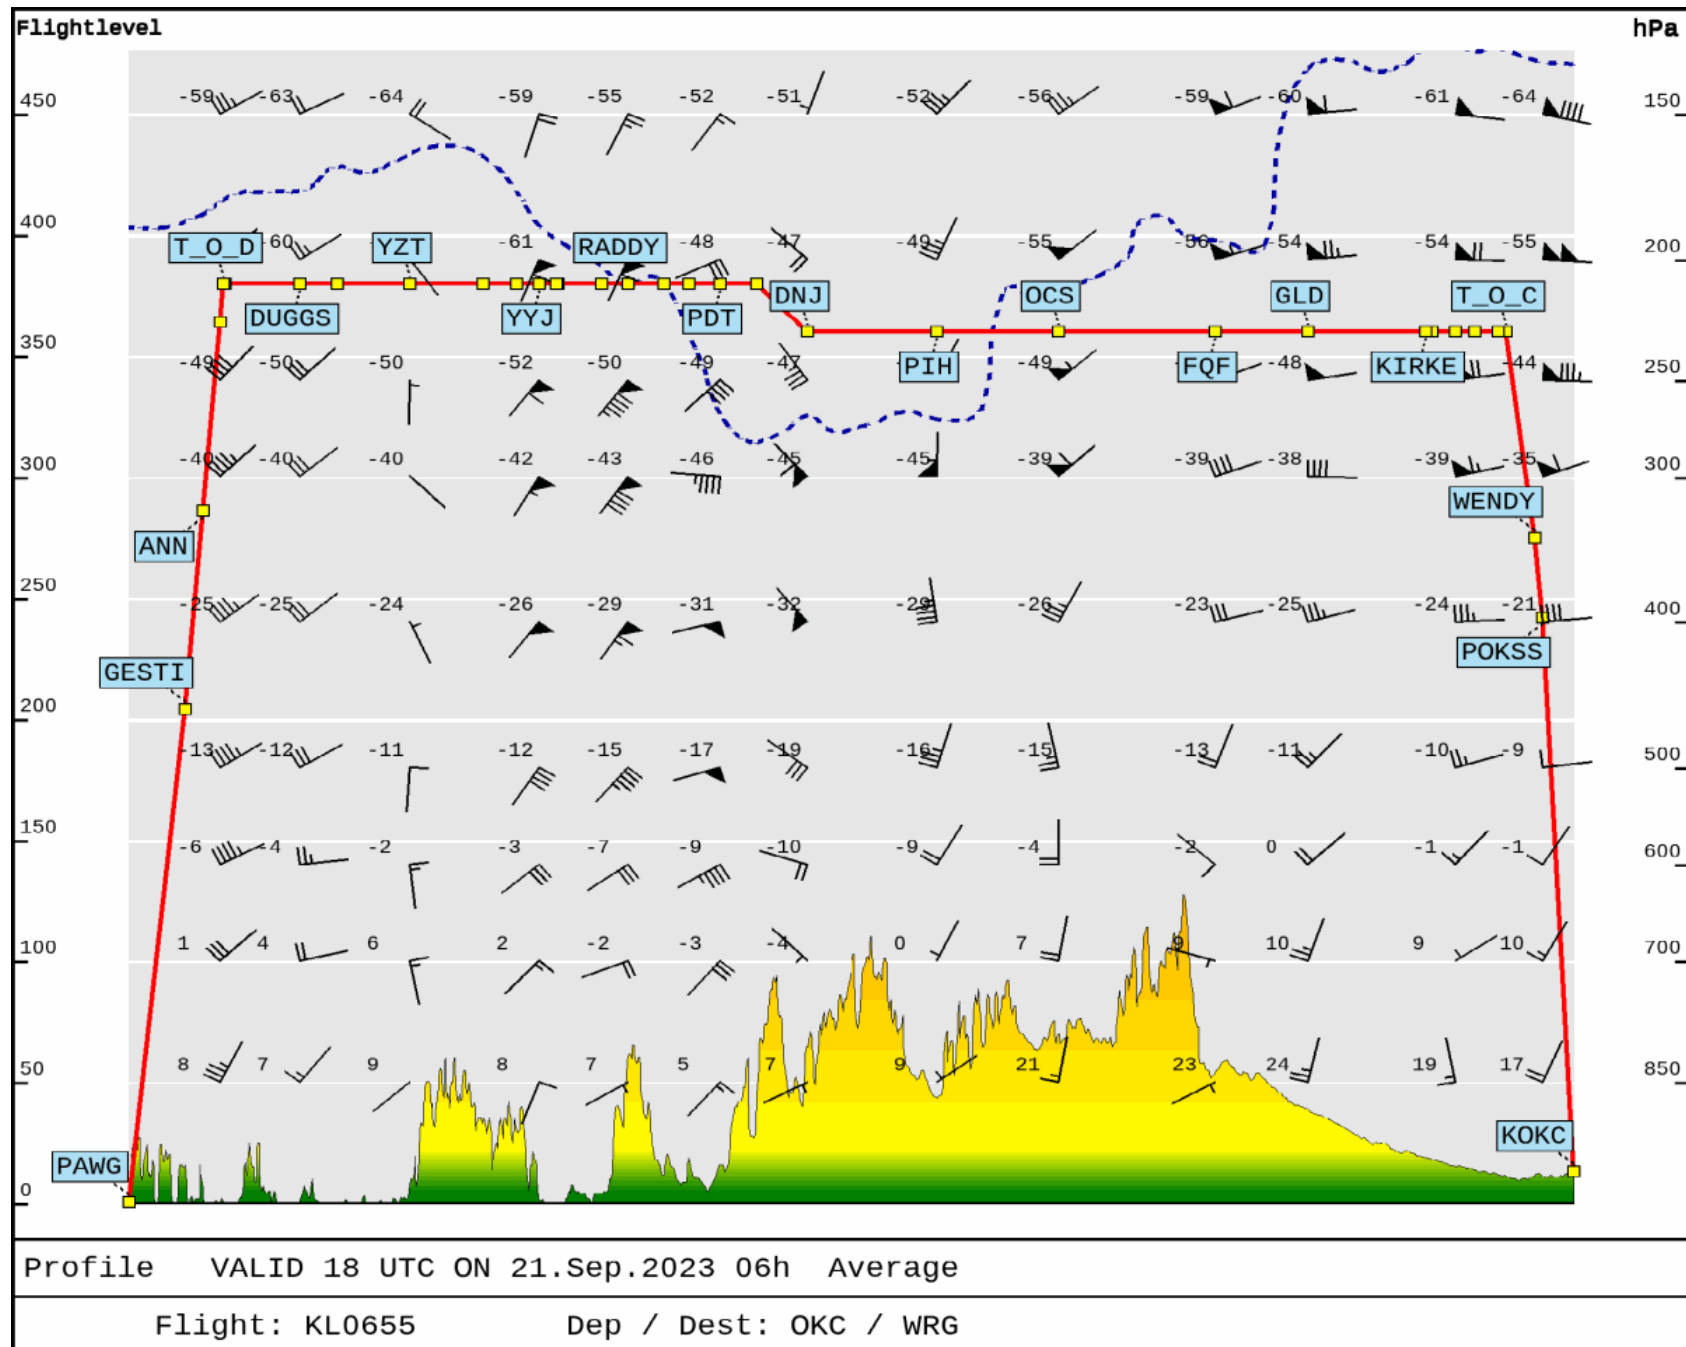 Flightlevel hPa
450 -59 -63 -64 -59 -55 -52 -51 -52 -56 -59 -60 -61 -64 150
400 200
T_O_D -60 YZT -61 RADDY -48 -47 -49 -55 -56 -54 -54 -55
DNJ OCS GLD T_O_C
DUGGS YYJ PDT
350 -49 -50 -50 -52 -50 -49 -47 PIH -49 FQF -48 KIRKE -44 250
300 -40 -40 -40 -42 -43 -46 -45 -45 -39 -39 -38 -39 -35 300
WENDY
ANN
250 -25 -25 -24 -26 -29 -31 -32 -29 -26 -23 -25 -24 -21 400
POKSS
GESTI
200
-13 -12 -11 -12 -15 -17 -19 -16 -15 -13 -11 -10 -9 500
150
-6 -4 -2 -3 -7 -9 -10 -9 -4 -2 0 -1 -1 600
100 1 4 6 2 -2 -3 -4 0 7 9 10 9 10 700
50 8 7 9 8 7 5 7 9 21 23 24 19 17 850
KOKC
PAWG
0
Profile VALID 18 UTC ON 21.Sep.2023 06h Average
Flight: KL0655 Dep / Dest: OKC / WRG